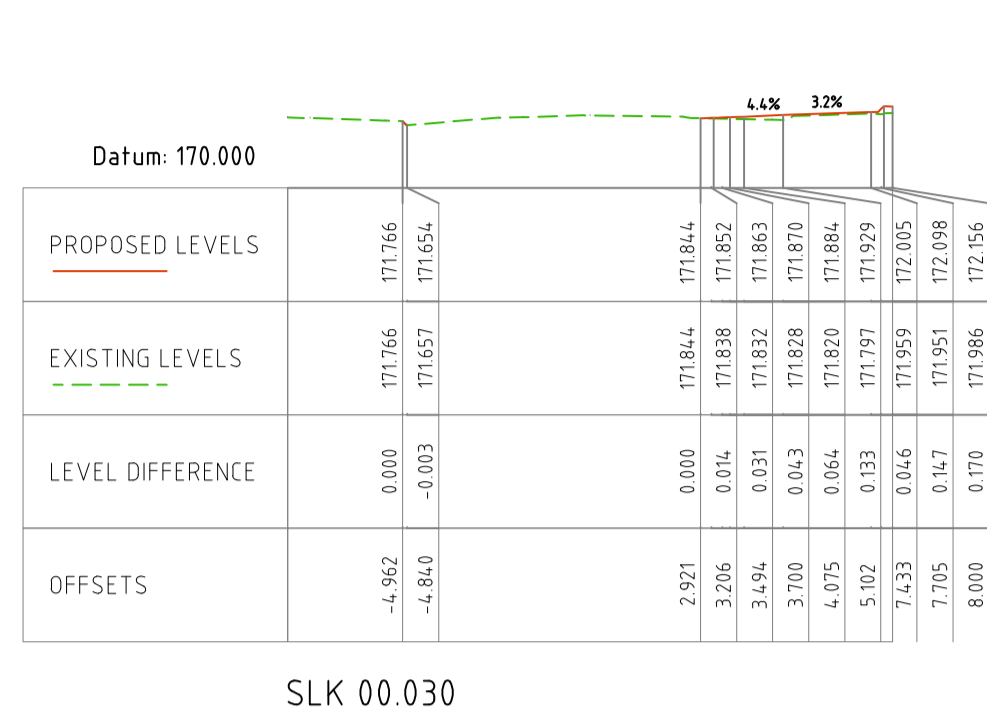 4.4% 3.2%
Datum: 170.000
PROPOSED LEVELS 171.766 171.654 171.844 171.852 171.863 171.870 171.884 171.929 172.005 172.098 172.156
EXISTING LEVELS 171.766 171.657 171.844 171.838 171.832 171.828 171.820 171.797 171.959 171.951 171.986
LEVEL DIFFERENCE 0.000 -0.003 0.000 0.014 0.031 0.043 0.064 0.133 0.046 0.147 0.170
OFFSETS -4.962 -4.840 2.921 3.206 3.494 3.700 4.075 5.102 7.433 7.705 8.000
SLK 00.030